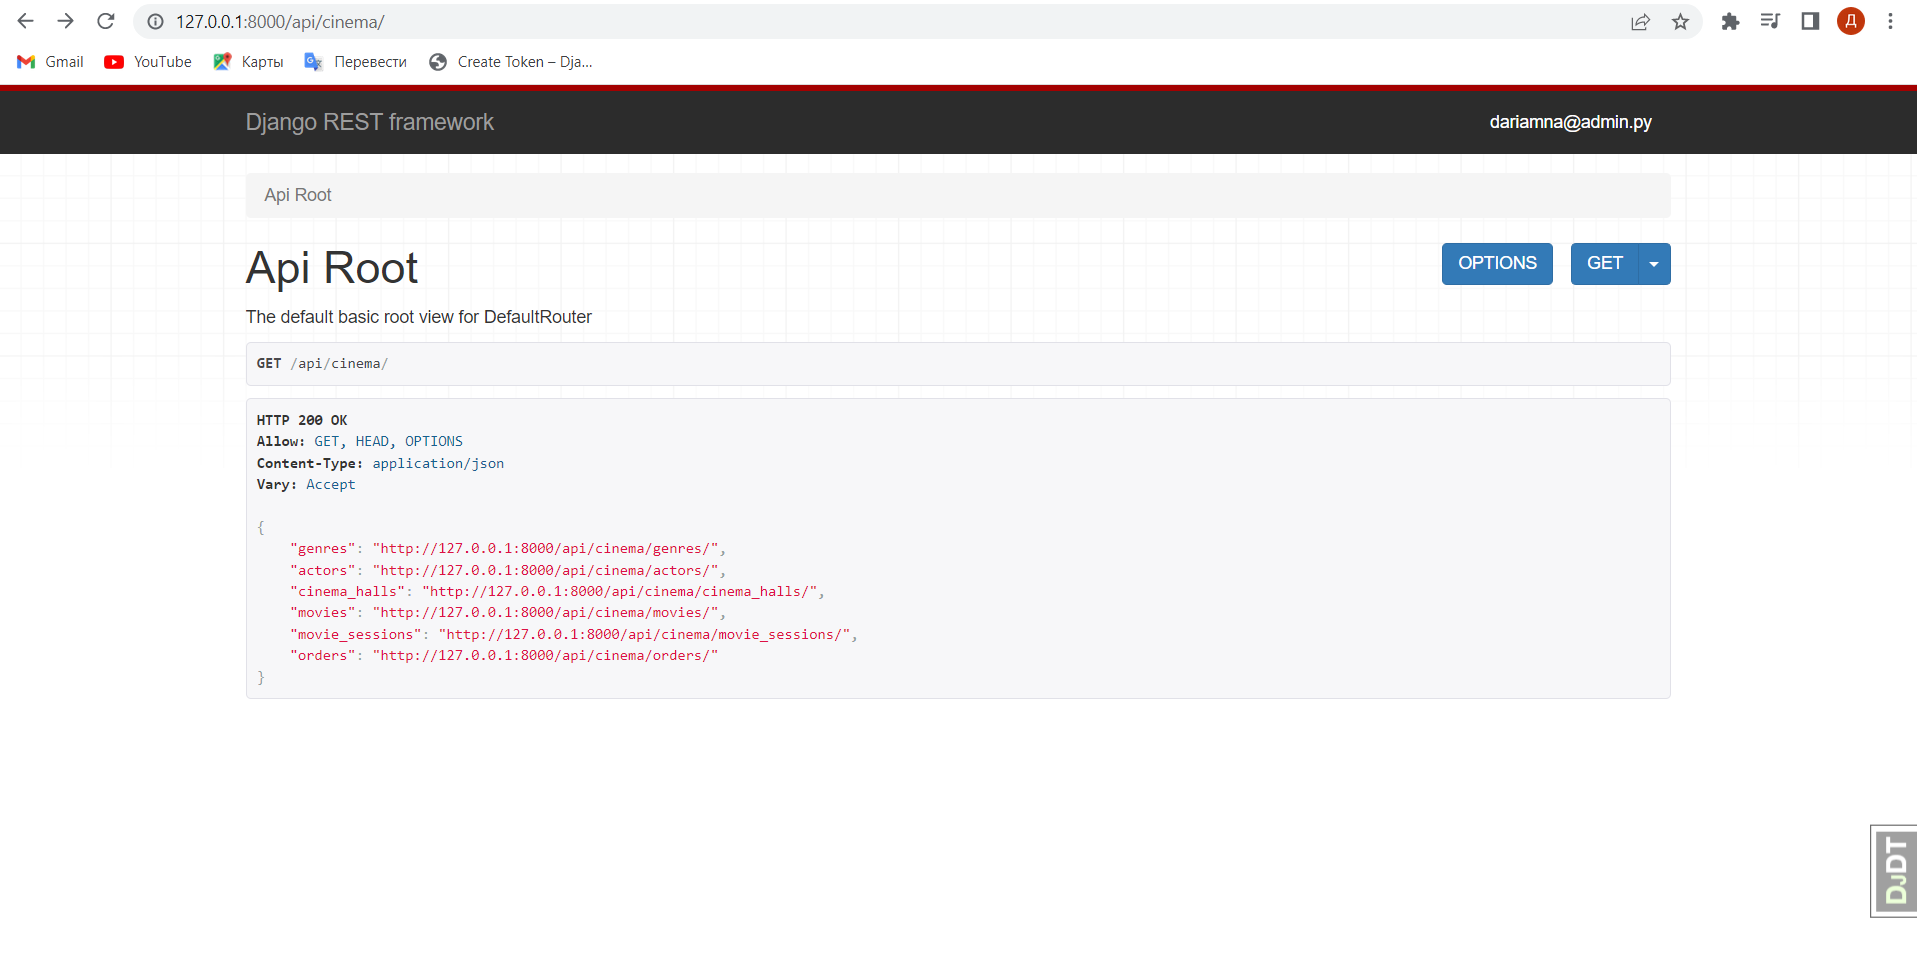 127.0.0.1:8000/api/cinema/
Д
Gmail YouTube Карты Перевести Create Token – Dja...
Django REST framework dariamna@admin.py
Api Root
Api Root OPTIONS GET
The default basic root view for DefaultRouter
GET /api/cinema/
HTTP 200 OK
Allow: GET, HEAD, OPTIONS
Content-Type: application/json
Vary: Accept
{
"genres": "http://127.0.0.1:8000/api/cinema/genres/",
"actors": "http://127.0.0.1:8000/api/cinema/actors/",
"cinema_halls": "http://127.0.0.1:8000/api/cinema/cinema_halls/",
"movies": "http://127.0.0.1:8000/api/cinema/movies/",
"movie_sessions": "http://127.0.0.1:8000/api/cinema/movie_sessions/",
"orders": "http://127.0.0.1:8000/api/cinema/orders/"
}
DJDT